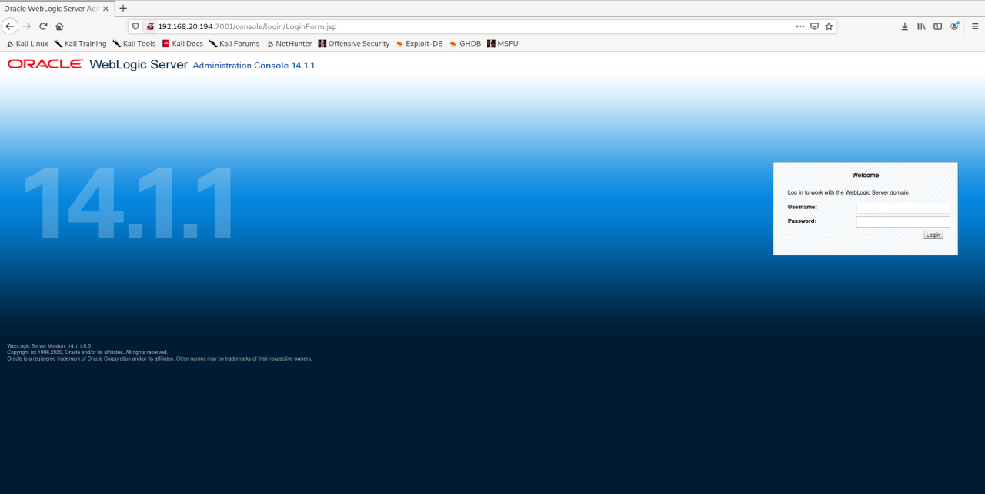 Oracle WebLogic Server Adm
192.168.20.194:7001/console/login/LoginForm.jsp
Kali Linux Kali Training Kali Tools Kali Docs Kali Forums NetHunter Offensive Security Exploit-DB GHDB MSFU
ORACLE WebLogic Server Administration Console 14.1.1
14.1.1
Welcome
Log in to work with the WebLogic Server domain
Username:
Password:
Login
WebLogic Server Version: 14.1.1.0.0
Copyright (c) 1996,2020, Oracle and/or its affiliates. All rights reserved.
Oracle is a registered trademark of Oracle Corporation and/or its affiliates. Other names may be trademarks of their respective owners.